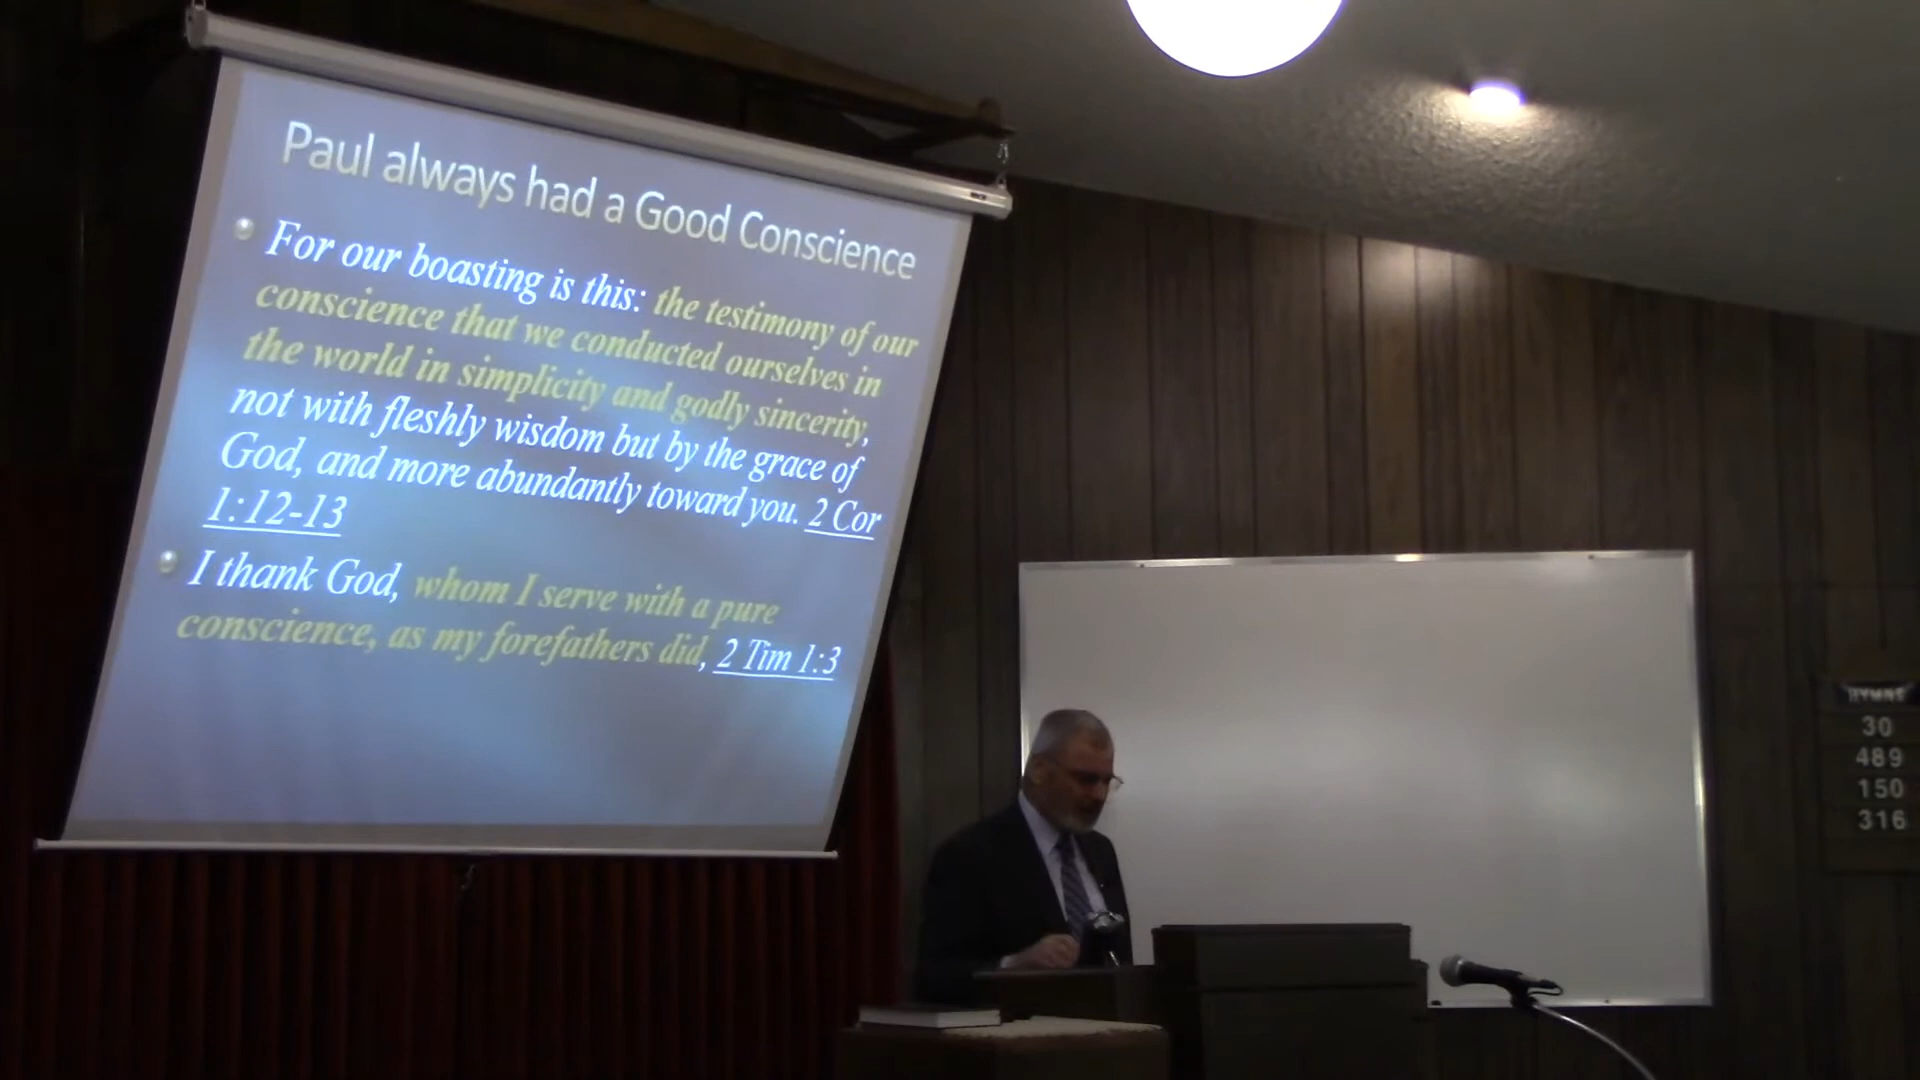 Paul always had a Good Conscience
For our boasting is this: the testimony of our
conscience that we conducted ourselves in
the world in simplicity and godly sincerity,
not with fleshly wisdom but by the grace of
God, and more abundantly toward you. 2 Cor
1:12-13
I thank God, whom I serve with a pure
conscience, as my forefathers did, 2 Tim 1:3
HYMNS
30
489
150
316